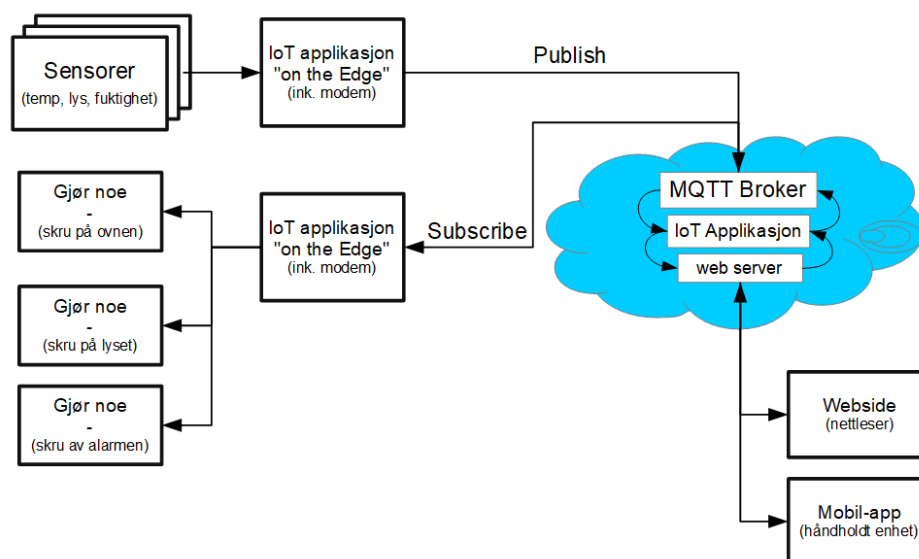 Sensorer
(temp, lys, fuktighet)
IoT applikasjon
"on the Edge"
(ink. modem)
Publish
Gjør noe
-
(skru på ovnen)
IoT applikasjon
"on the Edge"
(ink. modem)
Subscribe
MQTT Broker
IoT Applikasjon
web server
Gjør noe
-
(skru på lyset)
Gjør noe
-
(skru av alarmen)
Webside
(nettleser)
Mobil-app
(håndholdt enhet)